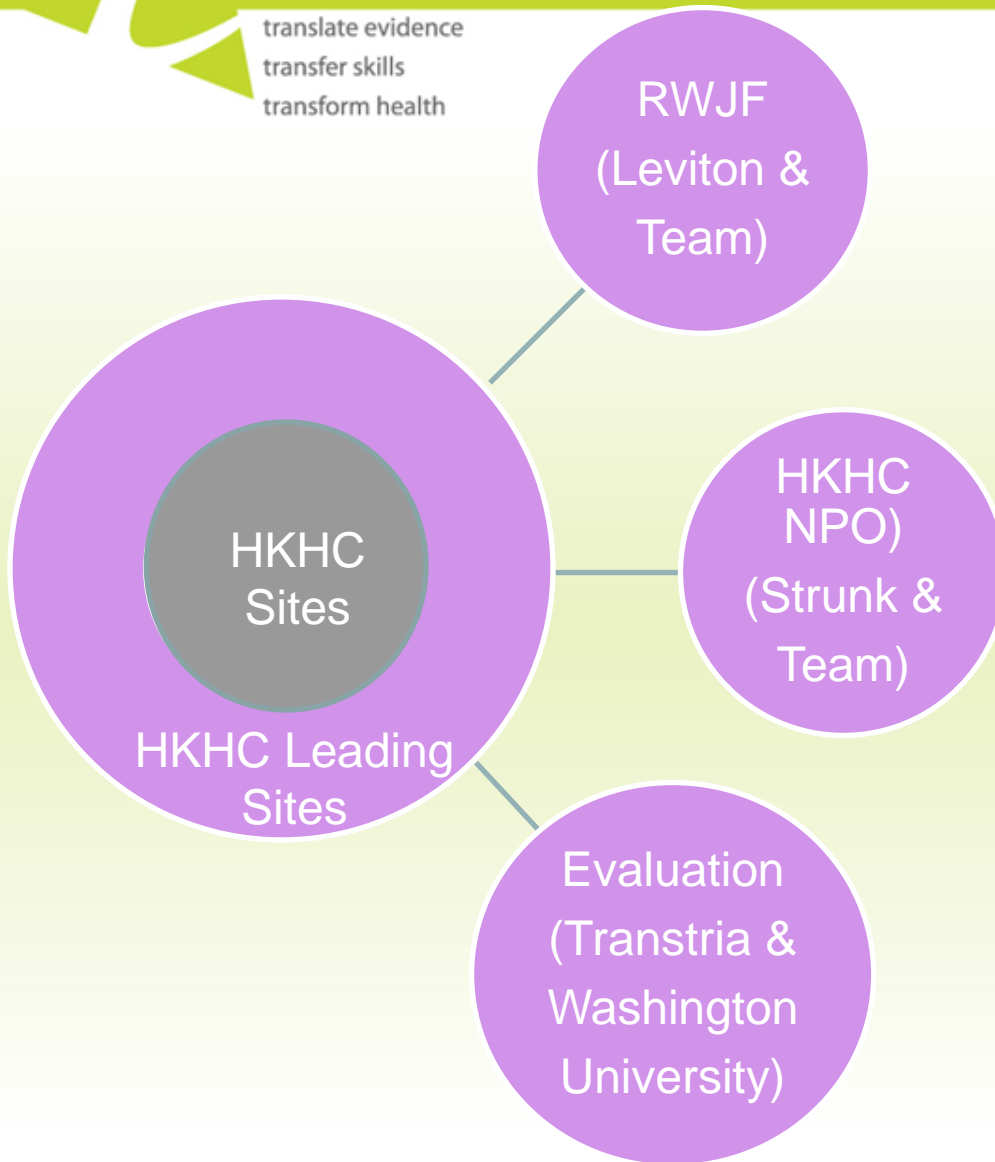 translate evidence
transfer skills
transform health
RWJF
(Leviton &
Team)
HKHC
Sites
HKHC Leading
Sites
HKHC
NPO)
(Strunk &
Team)
Evaluation
(Transtria &
Washington
University)